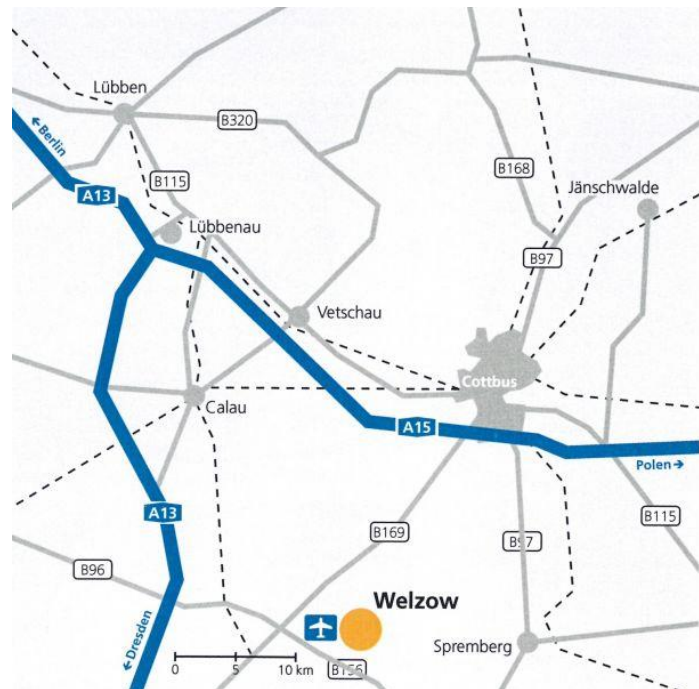 Lübben
B320
←Berlin
B115
A13
B168
Jänschwalde
Lübbenau
B97
Vetschau
Cottbus
Calau
A15
Polen→
A13
B169
B97
B115
B96
Welzow
←Dresden
Spremberg
0 5 10 km
B156